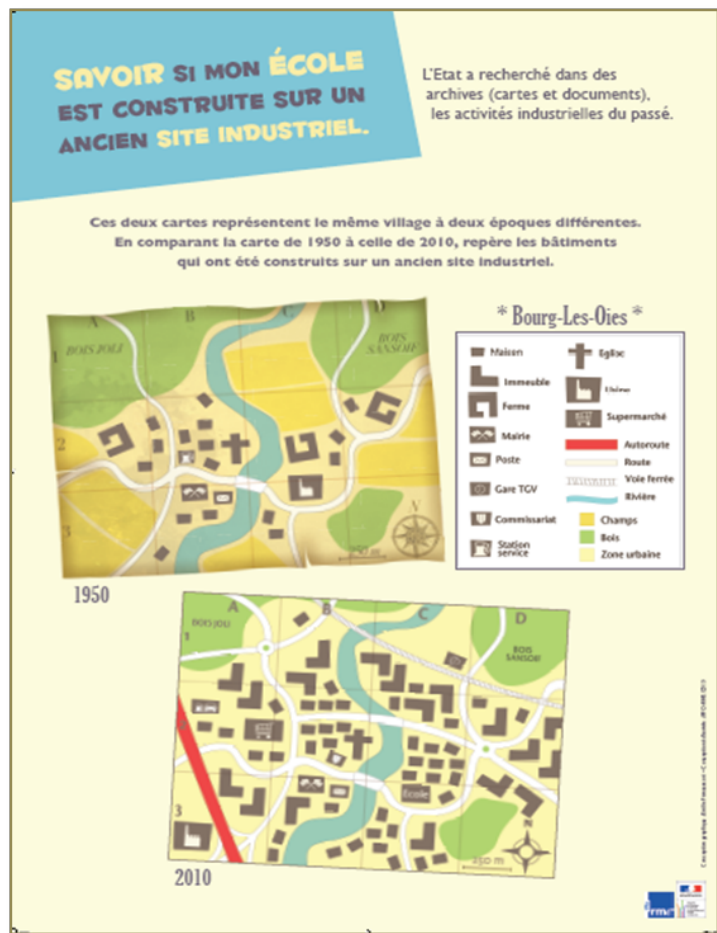 SAVOIR SI MON ÉCOLE
EST CONSTRUITE SUR UN
ANCIEN SITE INDUSTRIEL.
L'Etat a recherché dans des
archives (cartes et documents),
les activités industrielles du passé.
Ces deux cartes représentent le même village à deux époques différentes.
En comparant la carte de 1950 à celle de 2010, repère les bâtiments
qui ont été construits sur un ancien site industriel.
A B C D
1 BOIS JOLI
BOIS
SANSOIF
2
3
N
250 m
1950
* Bourg-Les-Oies *
Maison
Immeuble
Ferme
Mairie
Poste
Gare TGV
Commissariat
Station
service
Eglise
Usine
Supermarché
Autoroute
Route
Voie ferrée
Rivière
Champs
Bois
Zone urbaine
A B C D
BOIS JOLI
1
BOIS
SANSOIF
Ecole
3
N
250 m
2010